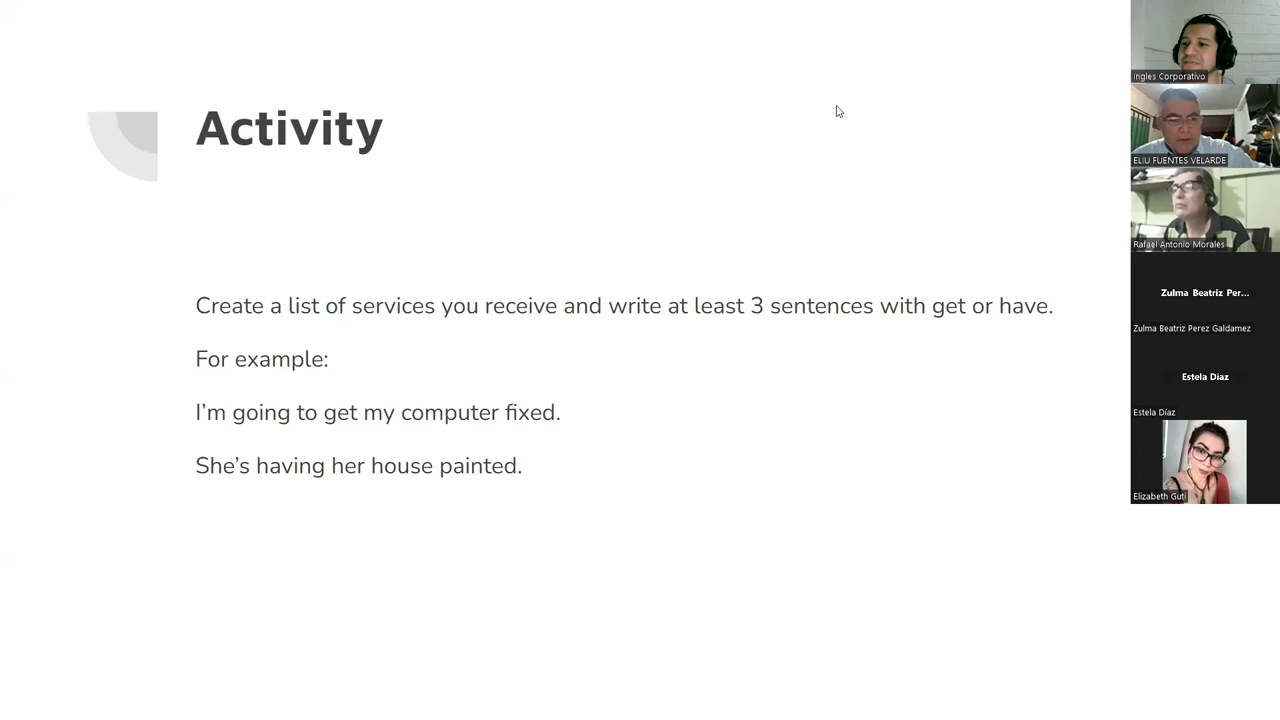 Activity
Create a list of services you receive and write at least 3 sentences with get or have.
For example:
I’m going to get my computer fixed.
She’s having her house painted.
Ingles Corporativo
ELIU FUENTES VELARDE
Rafael Antonio Morales
Zulma Beatriz Per...
Zulma Beatriz Perez Galdamez
Estela Díaz
Estela Díaz
Elizabeth Guti